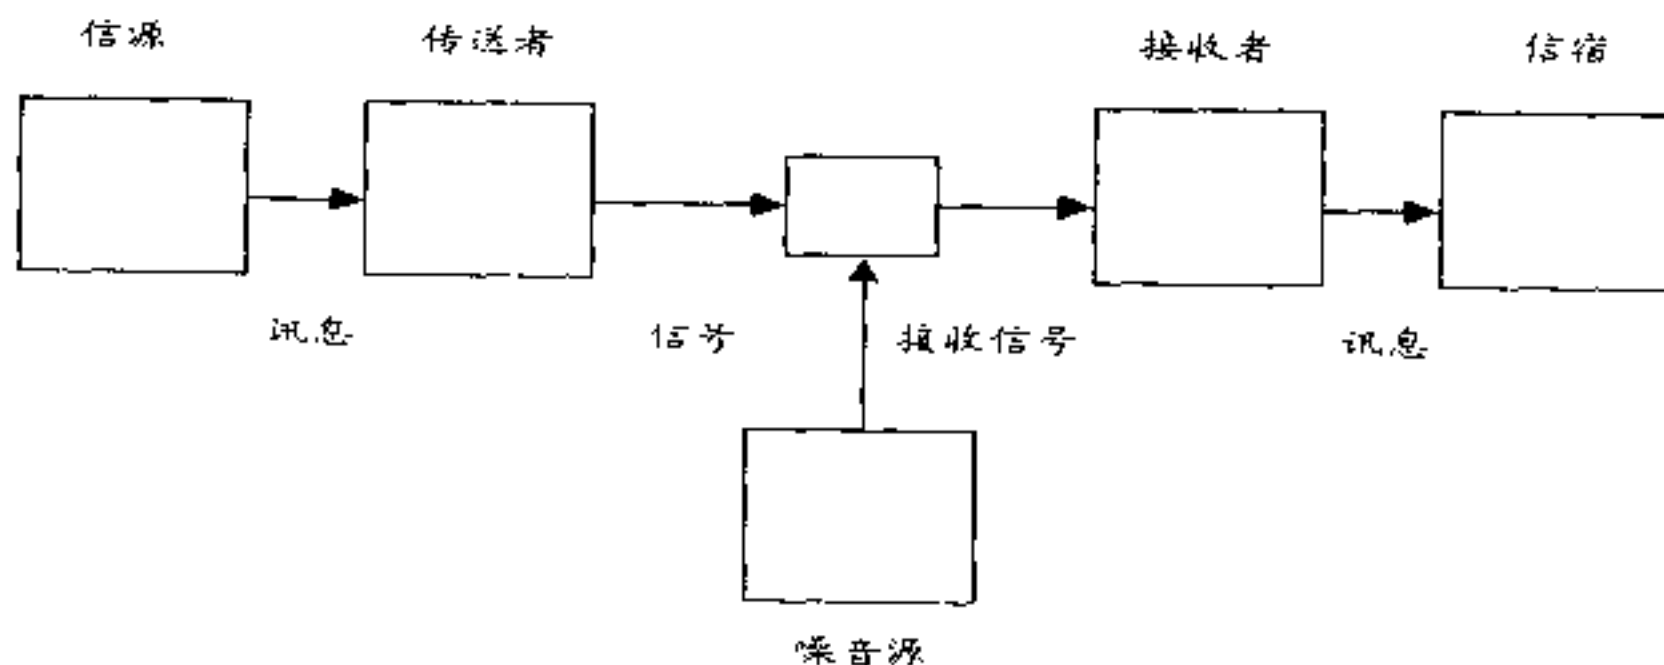 信源 传送者 接收者 信宿
讯息 信号 接收信号 讯息
噪音源